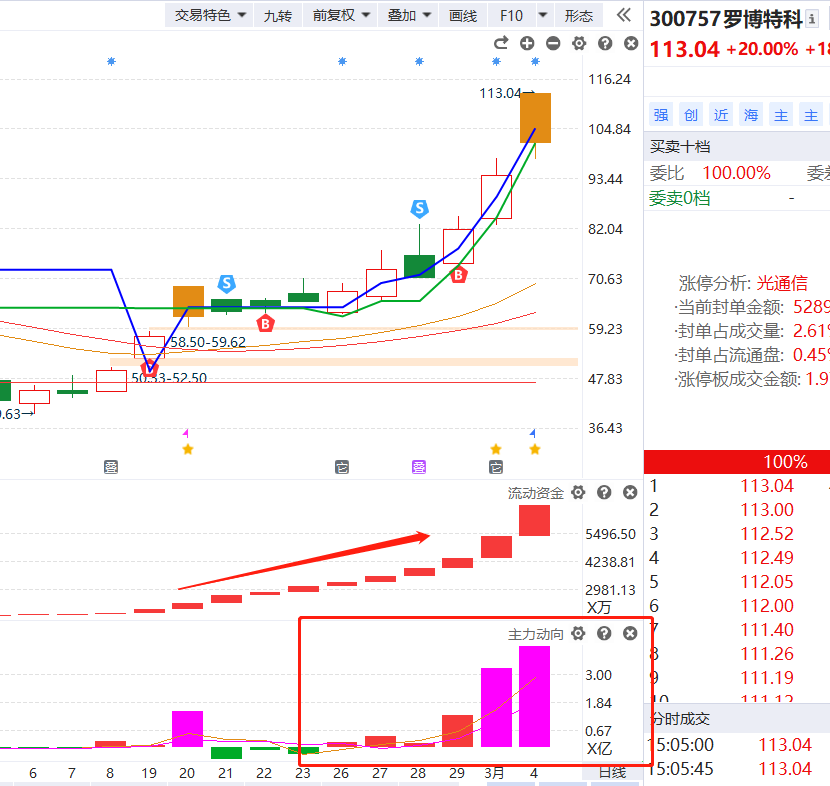 交易特色 九转 前复权 叠加 画线 F10 形态
300757罗博特科
113.04 +20.00% +18
强 创 近 海 主 主
买卖十档
委比 100.00% 委差
委卖0档 -
涨停分析: 光通信
·当前封单金额: 5289
·封单占成交量: 2.61%
·封单占流通盘: 0.45%
·涨停板成交金额: 1.9
100%
1 113.04
2 113.00
3 112.52
4 112.49
5 112.05
6 112.00
7 111.40
8 111.26
9 111.19
10 111.12
分时成交
15:05:00 113.04
15:05:45 113.04
116.24
113.04→
104.84
93.44
82.04
70.63
59.23
47.83
36.43
S
S
B
B
58.50-59.62
50.33-52.50
9.63→
它
它
流动资金
5496.50
4238.81
2981.13
X万
主力动向
3.00
1.84
0.67
X亿
6 7 8 19 20 21 22 23 26 27 28 29 3月 4 日线